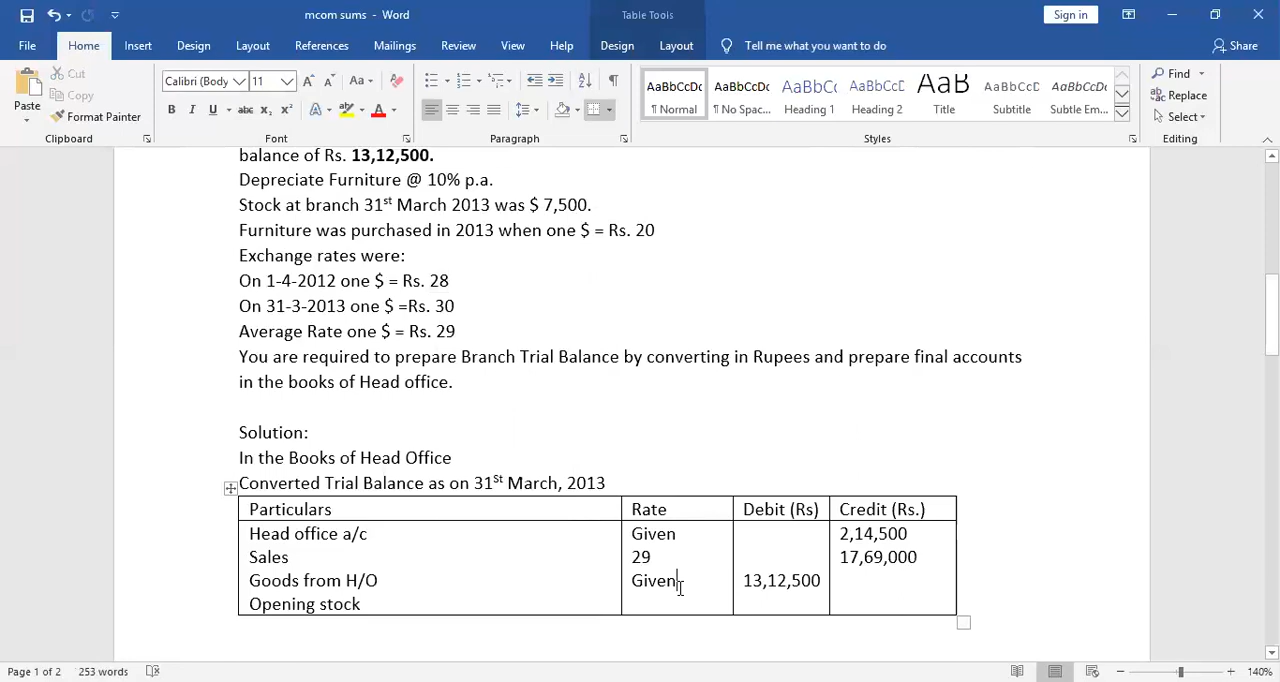 mcom sums - Word
Table Tools
Sign in
File Home Insert Design Layout References Mailings Review View Help Design Layout Tell me what you want to do Share
Paste
Cut
Copy
Format Painter
Clipboard
Calibri (Body 11
Font
Paragraph
AaBbCcDc AaBbCcDc AaBbCc AaBbCcC AaB AaBbCcD AaBbCcDc
¶ Normal ¶ No Spac... Heading 1 Heading 2 Title Subtitle Subtle Em...
Styles
Find
Replace
Select
Editing
balance of Rs. 13,12,500.
Depreciate Furniture @ 10% p.a.
Stock at branch 31st March 2013 was $ 7,500.
Furniture was purchased in 2013 when one $ = Rs. 20
Exchange rates were:
On 1-4-2012 one $ = Rs. 28
On 31-3-2013 one $ =Rs. 30
Average Rate one $ = Rs. 29
You are required to prepare Branch Trial Balance by converting in Rupees and prepare final accounts
in the books of Head office.
Solution:
In the Books of Head Office
Converted Trial Balance as on 31St March, 2013
Particulars Rate Debit (Rs) Credit (Rs.)
Head office a/c Given 2,14,500
Sales 29 17,69,000
Goods from H/O Given 13,12,500
Opening stock
Page 1 of 2 253 words 140%